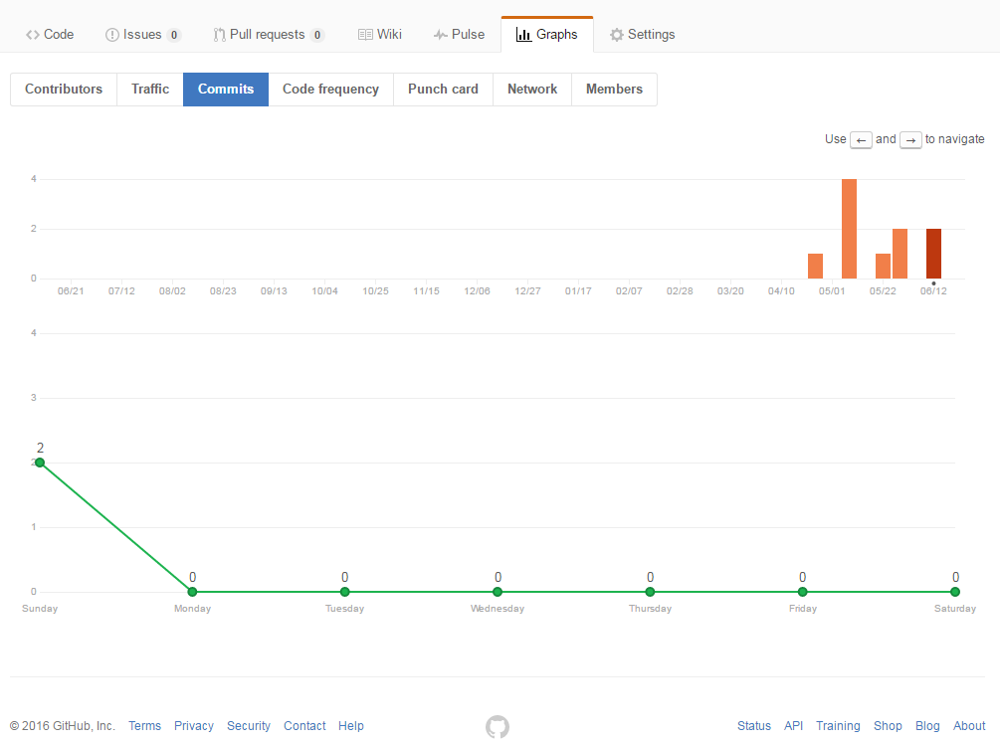 Code Issues 0 Pull requests 0 Wiki Pulse Graphs Settings
Contributors Traffic Commits Code frequency Punch card Network Members
Use ← and → to navigate
4
2
0
06/21 07/12 08/02 08/23 09/13 10/04 10/25 11/15 12/06 12/27 01/17 02/07 02/28 03/20 04/10 05/01 05/22 06/12
4
3
2
2
1
0 0 0 0 0 0
0
Sunday Monday Tuesday Wednesday Thursday Friday Saturday
© 2016 GitHub, Inc. Terms Privacy Security Contact Help Status API Training Shop Blog About